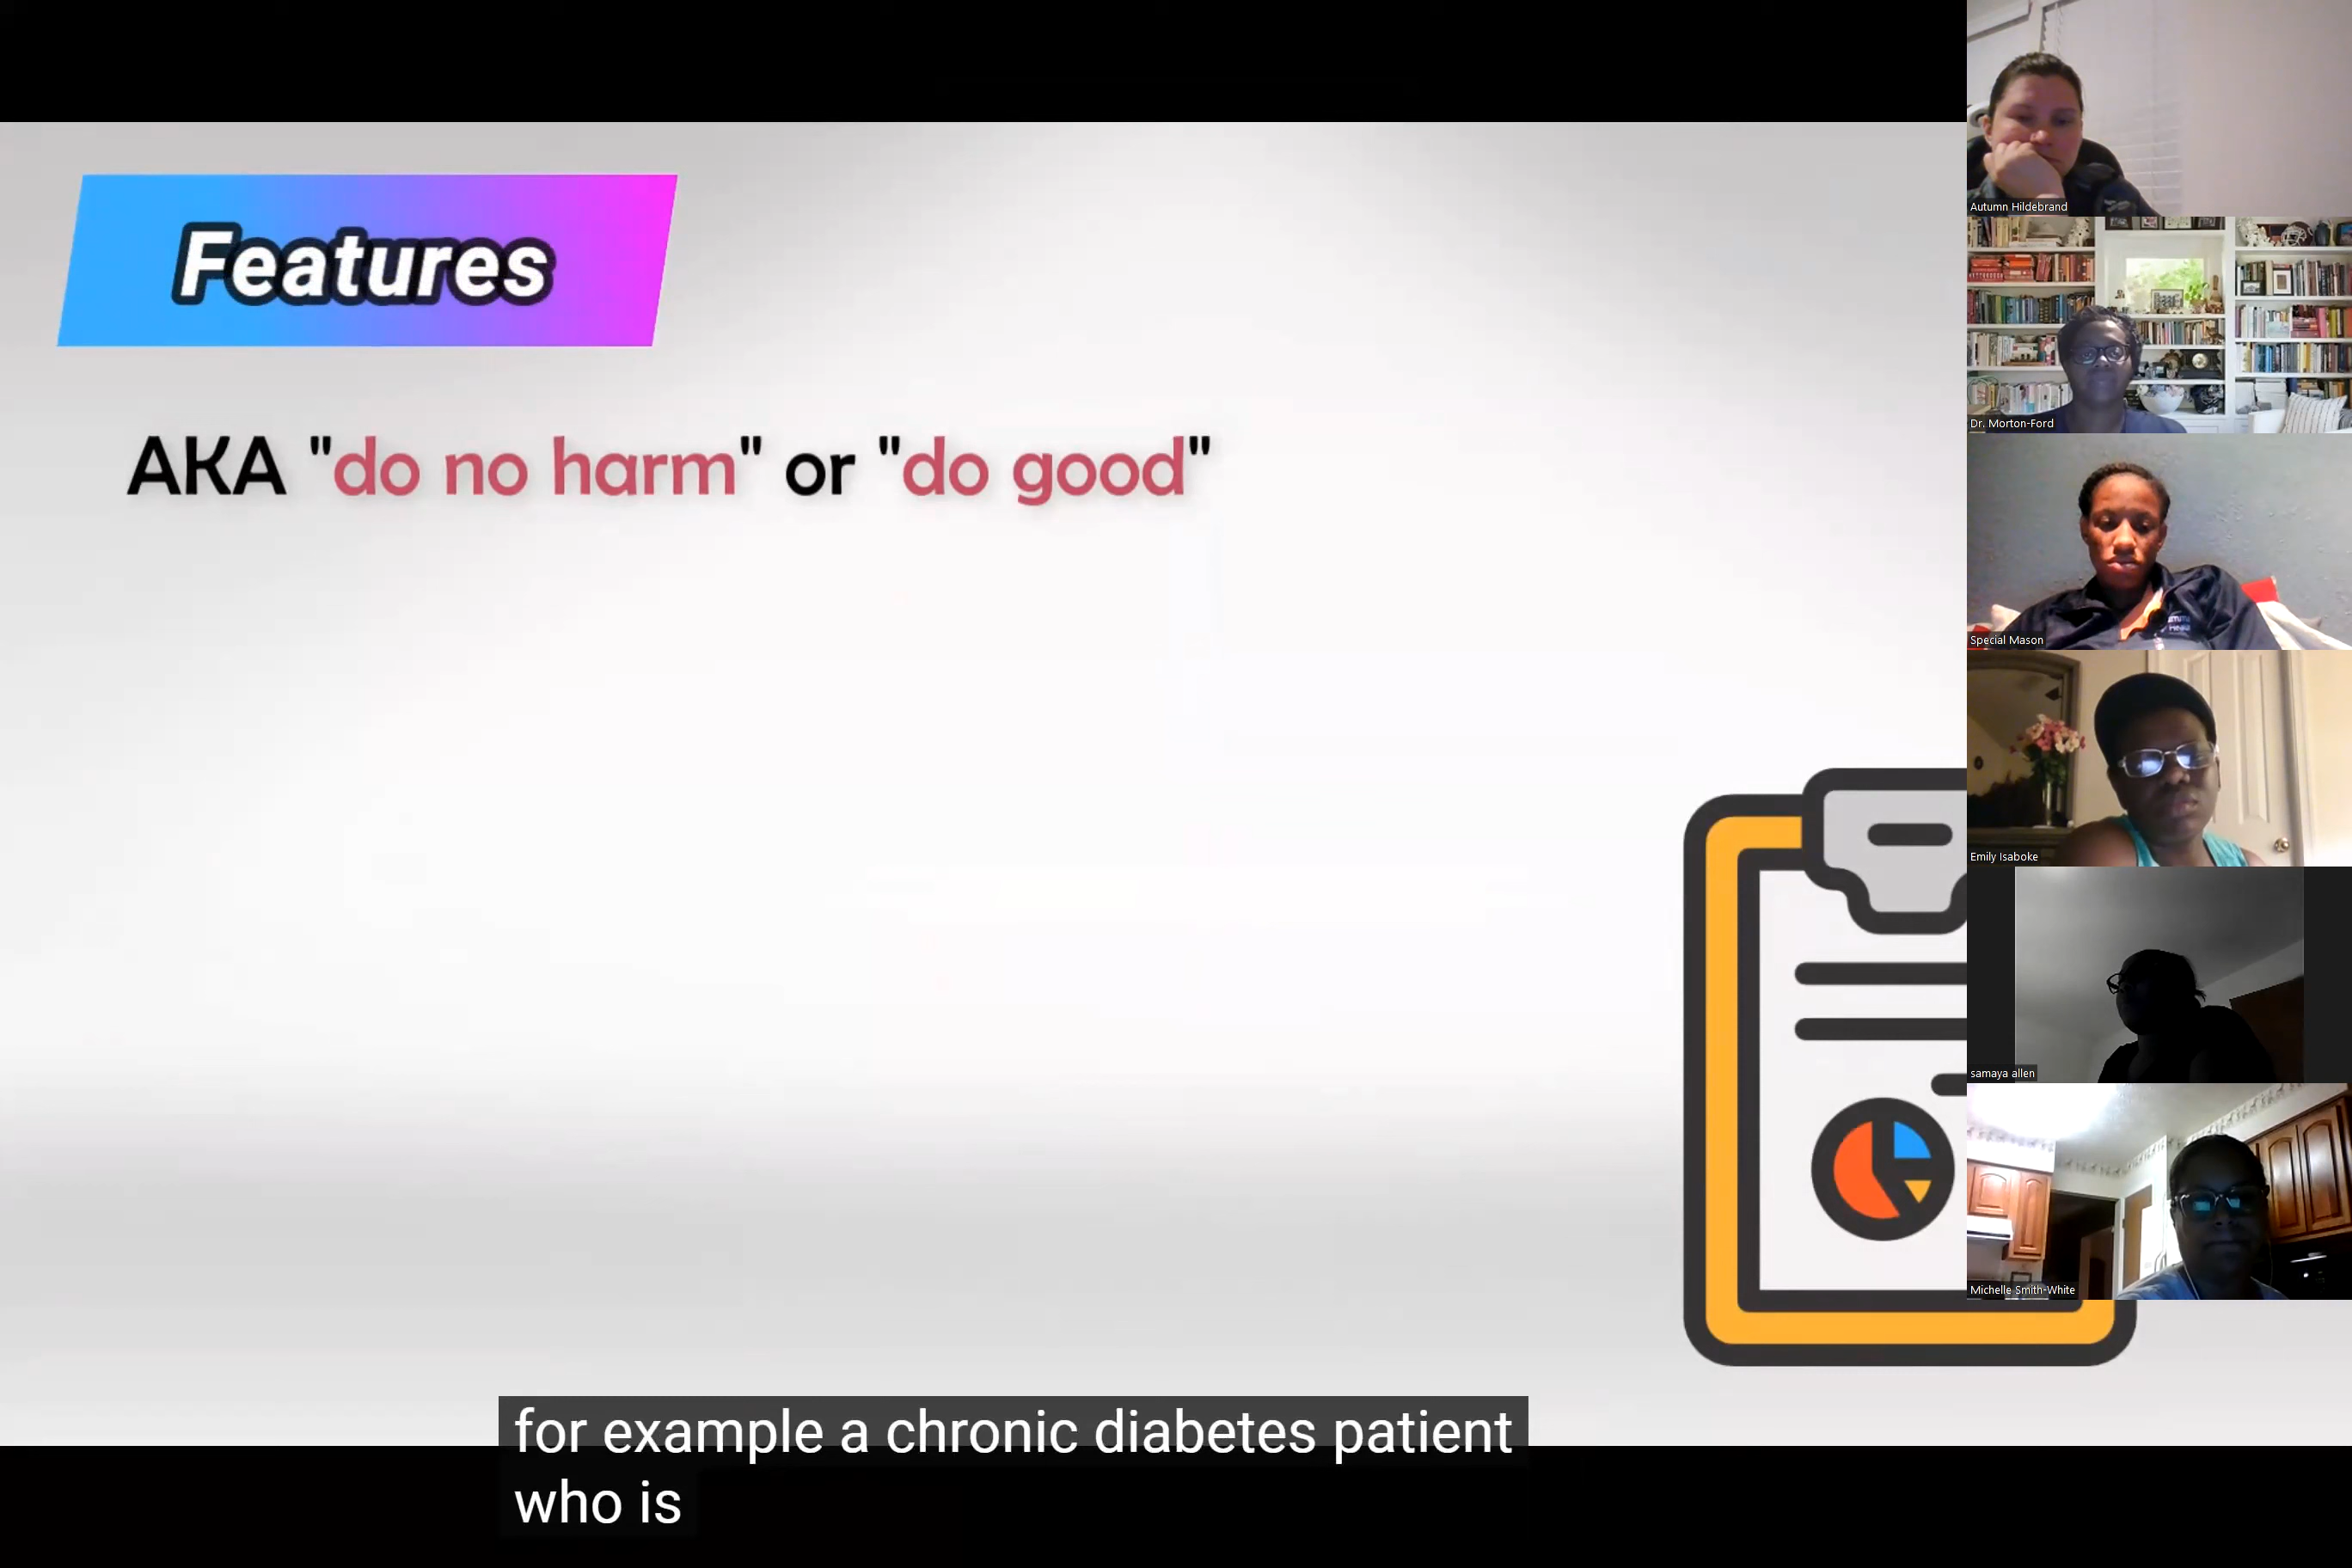 Features
AKA "do no harm" or "do good"
for example a chronic diabetes patient
who is
Autumn Hildebrand
Dr. Morton-Ford
Special Mason
Emily Isaboke
samaya allen
Michelle Smith-White